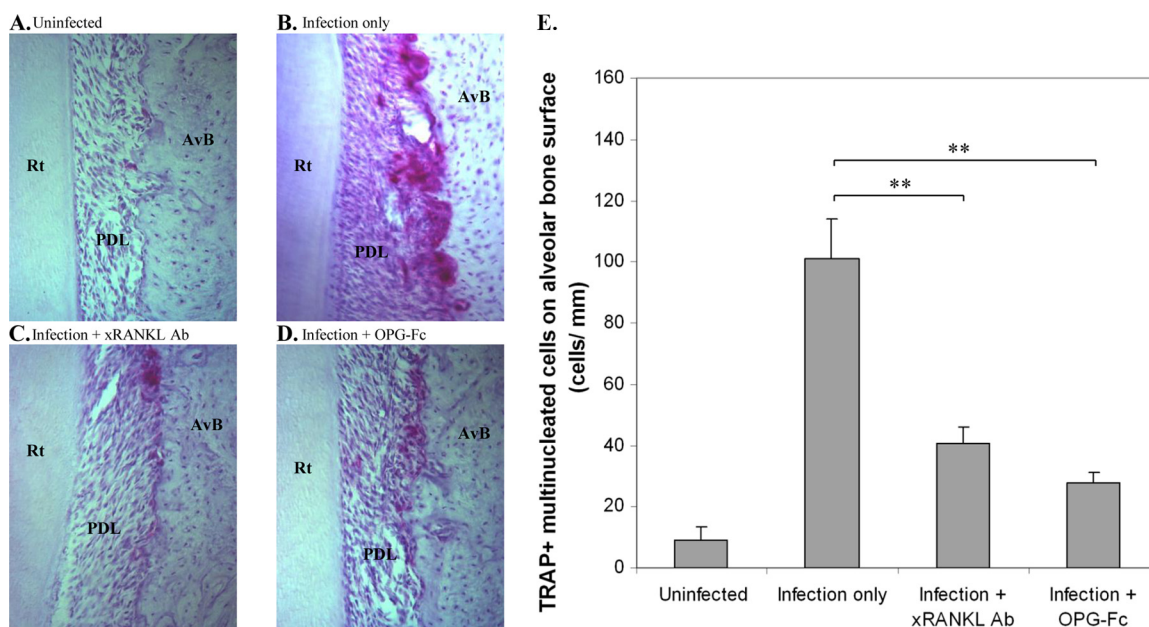 A. Uninfected
B. Infection only
Rt
PDL
AvB
Rt
PDL
AvB
C. Infection + xRANKL Ab
D. Infection + OPG-Fc
Rt
PDL
AvB
Rt
PDL
AvB
E.
TRAP+ multinucleated cells on alveolar bone surface
(cells/ mm)
160
140
120
100
80
60
40
20
0
**
**
Uninfected
Infection only
Infection +
xRANKL Ab
Infection +
OPG-Fc